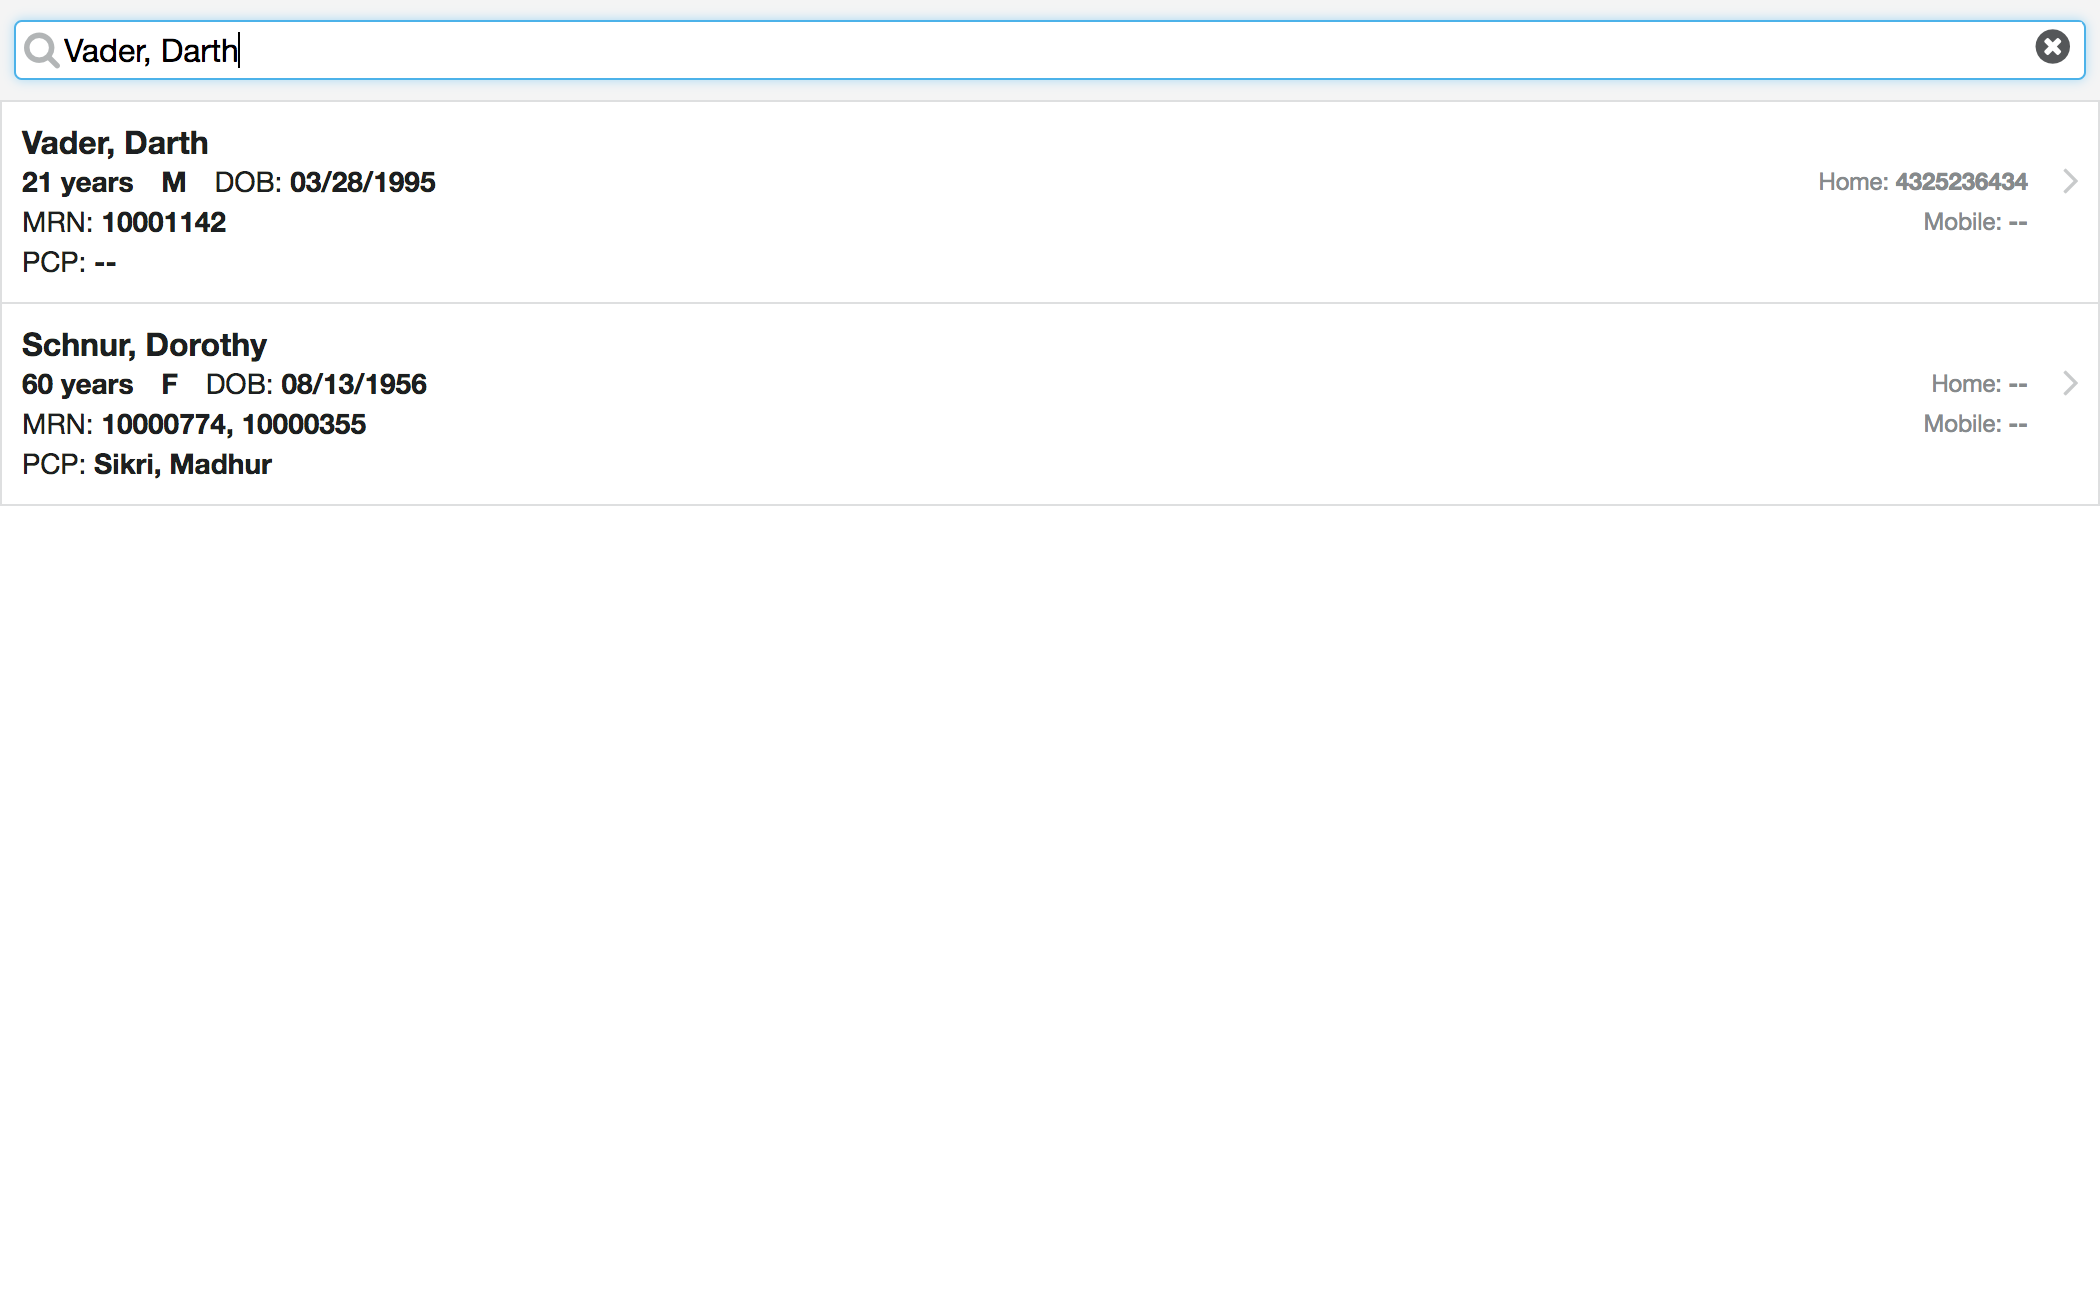 Vader, Darth
Vader, Darth
21 years M DOB: 03/28/1995
Home: 4325236434
MRN: 10001142
Mobile: --
PCP: --
Schnur, Dorothy
60 years F DOB: 08/13/1956
Home: --
MRN: 10000774, 10000355
Mobile: --
PCP: Sikri, Madhur